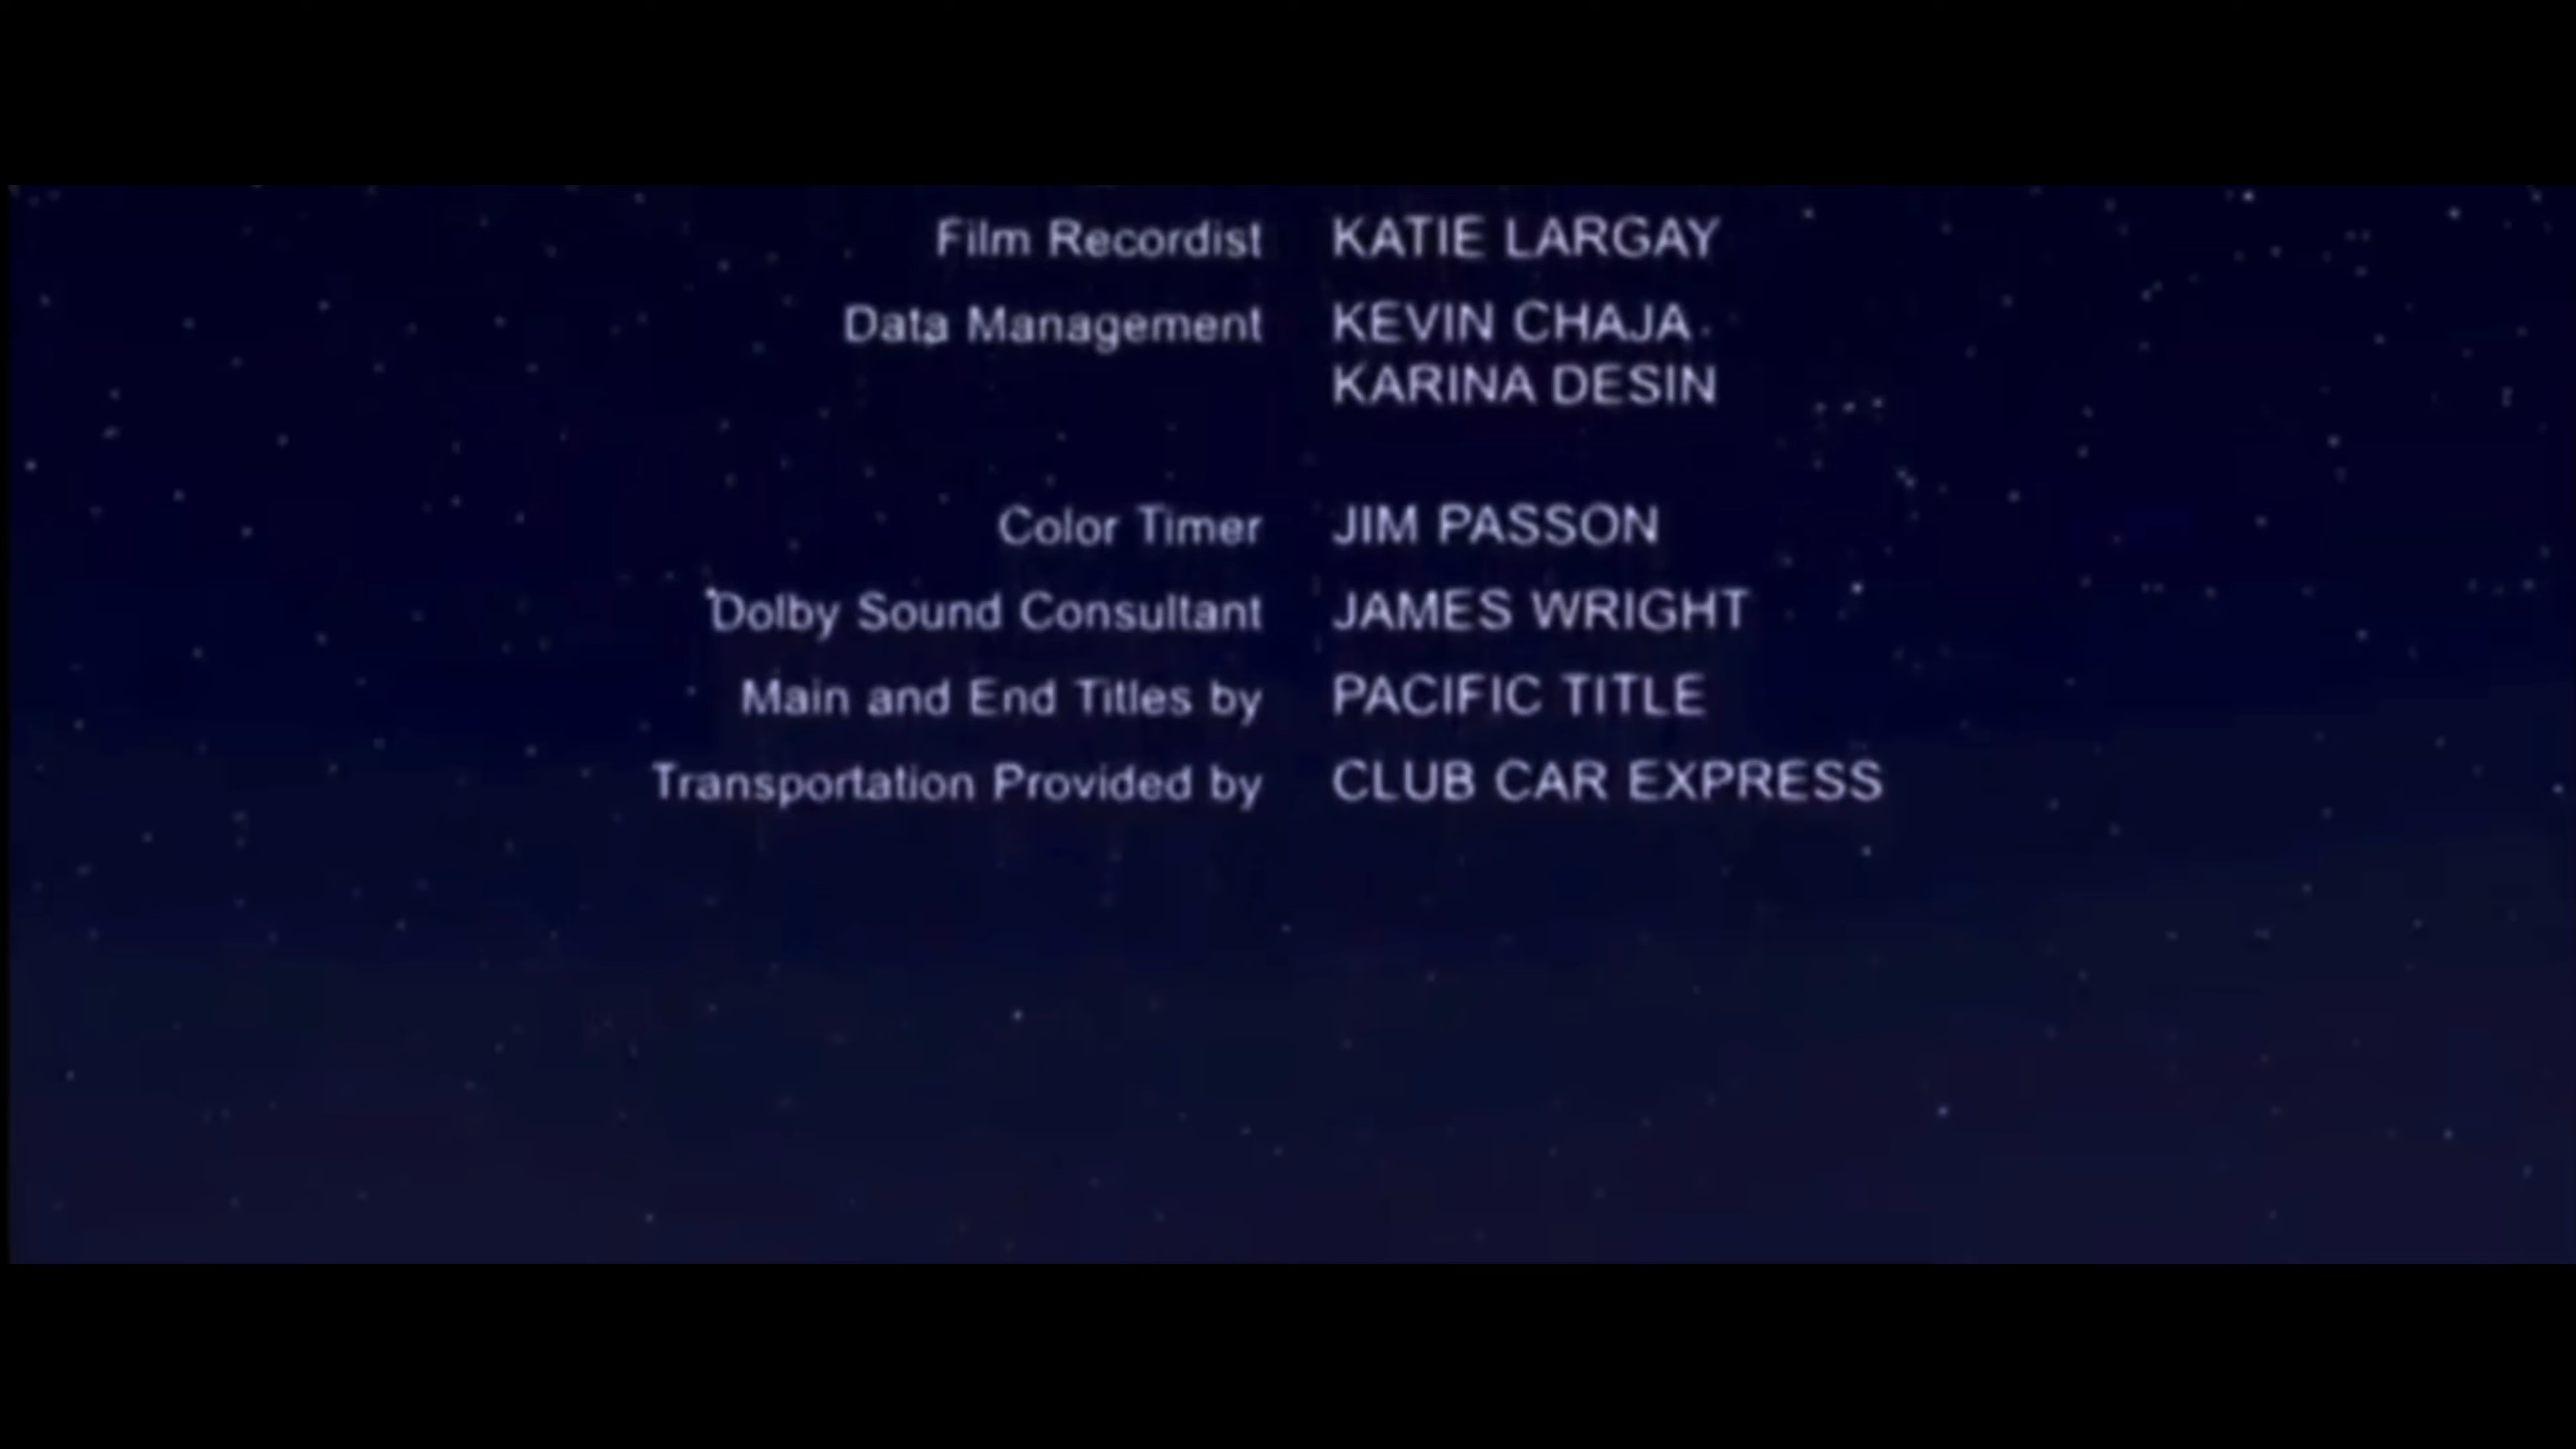 Film Recordist KATIE LARGAY
Data Management KEVIN CHAJA
KARINA DESIN
Color Timer JIM PASSON
Dolby Sound Consultant JAMES WRIGHT
Main and End Titles by PACIFIC TITLE
Transportation Provided by CLUB CAR EXPRESS